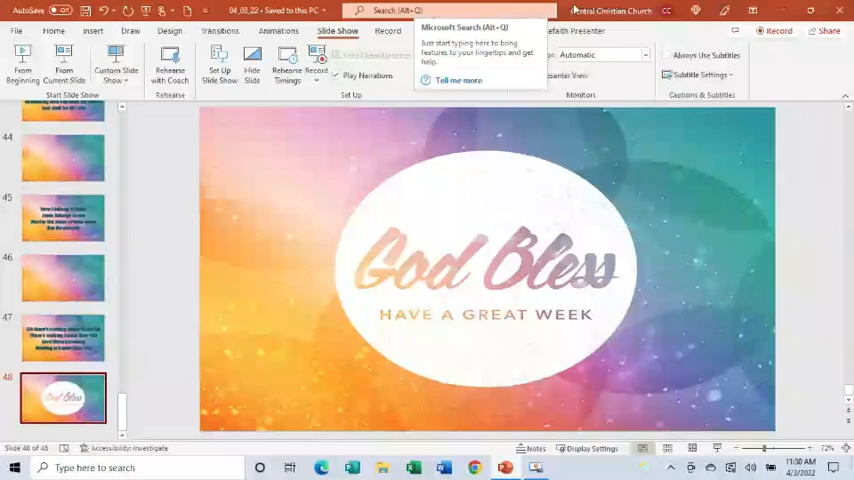 AutoSave Off 04_03_22 • Saved to this PC Search (Alt+Q) Central Christian Church CC
File Home Insert Draw Design Transitions Animations Slide Show Record faith Presenter Record Share
Microsoft Search (Alt+Q)
Just start typing here to bring
features to your fingertips and get
help.
Tell me more
From Beginning
From Current Slide
Custom Slide Show
Rehearse with Coach
Set Up Slide Show
Hide Slide
Rehearse Timings
Record
Play Narrations
Automatic
Always Use Subtitles
Subtitle Settings
Start Slide Show Rehearse Set Up Monitors Captions & Subtitles
44
45
46
47
48
God Bless
HAVE A GREAT WEEK
Slide 48 of 48 Accessibility: Investigate Notes Display Settings 72%
Type here to search
11:30 AM
4/3/2022